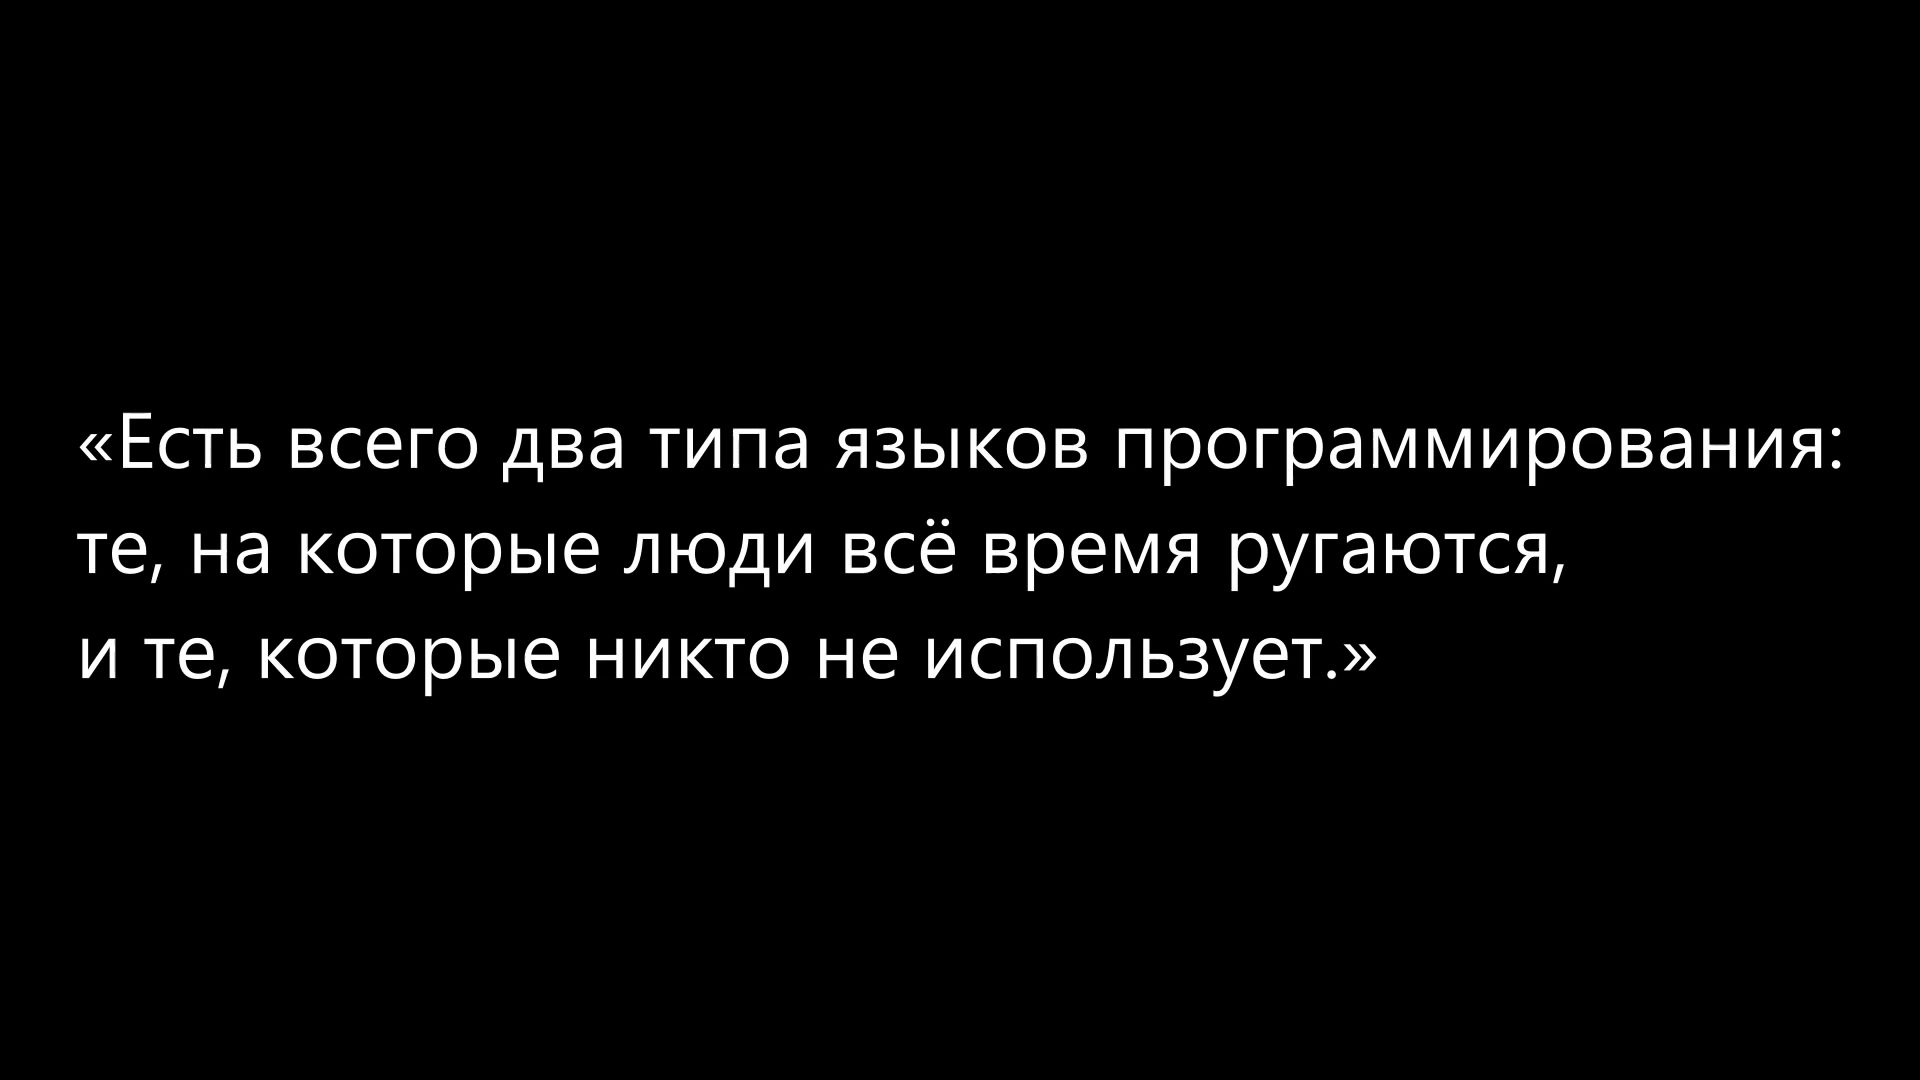 «Есть всего два типа языков программирования:
те, на которые люди всё время ругаются,
и те, которые никто не использует.»